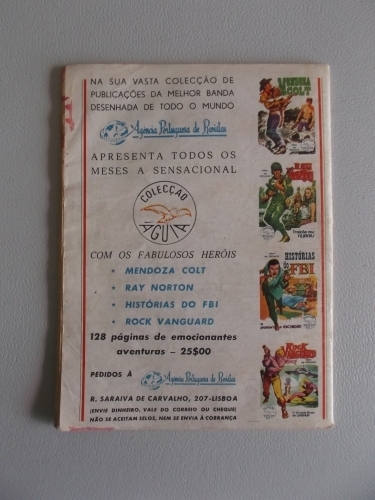 NA SUA VASTA COLECÇÃO DE
PUBLICAÇÕES DA MELHOR BANDA
DESENHADA DE TODO O MUNDO
Agência Portuguesa de Revistas
APRESENTA TODOS OS
MESES A SENSACIONAL
COLECÇÃO
ÁGUIA
COM OS FABULOSOS HERÓIS
• MENDOZA COLT
• RAY NORTON
• HISTÓRIAS DO FBI
• ROCK VANGUARD
128 páginas de emocionantes
aventuras – 25$00
PEDIDOS À
Agência Portuguesa de Revistas
R. SARAIVA DE CARVALHO, 207-LISBOA
(ENVIE DINHEIRO, VALE DO CORREIO OU CHEQUE)
NÃO SE ACEITAM SELOS, NEM SE ENVIA À COBRANÇA
MENDOZA
COLT
HISTÓRIAS
do FBI
Rock